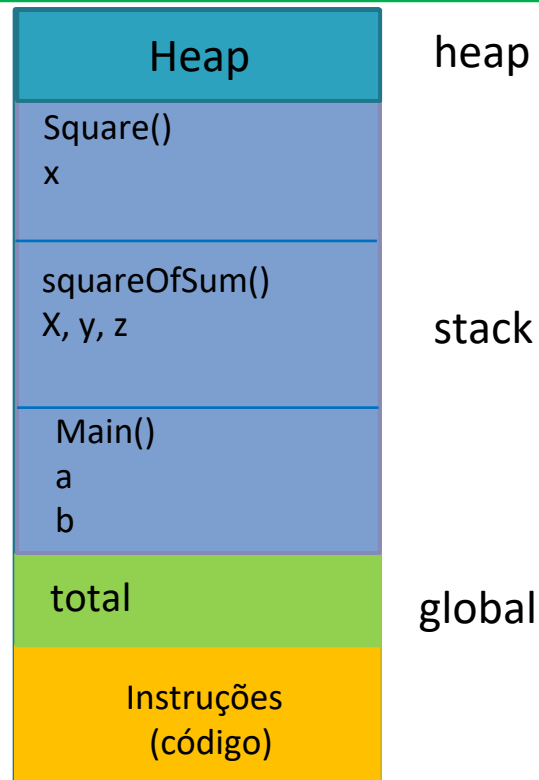 Heap
heap
Square()
x
squareOfSum()
X, y, z
stack
Main()
a
b
total
global
Instruções
(código)